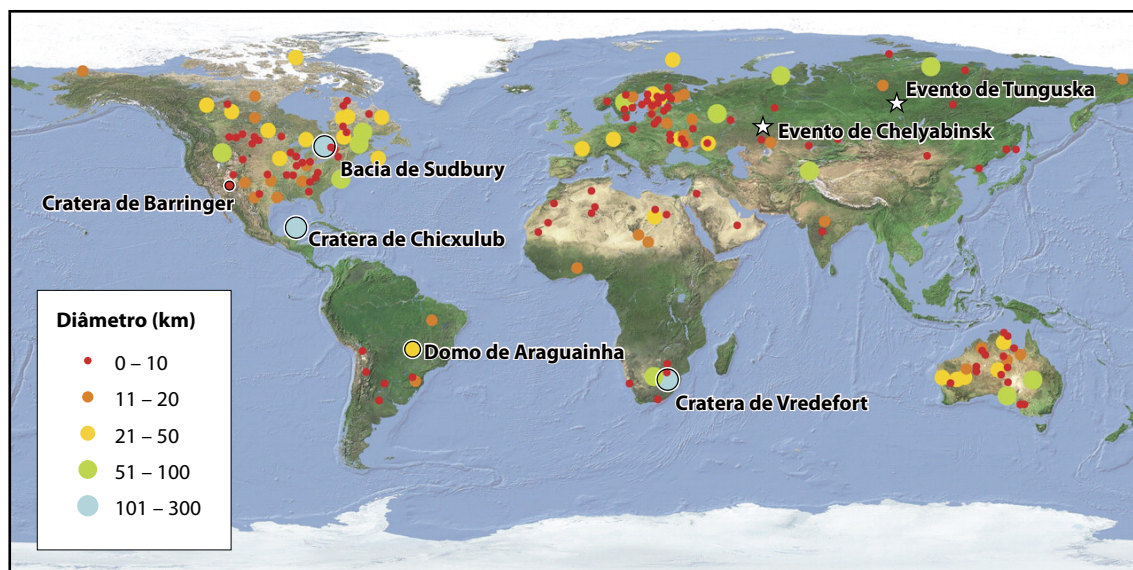 Evento de Tunguska
Evento de Chelyabinsk
Bacia de Sudbury
Cratera de Barringer
Cratera de Chicxulub
Domo de Araguainha
Cratera de Vredefort
Diâmetro (km)
0 – 10
11 – 20
21 – 50
51 – 100
101 – 300